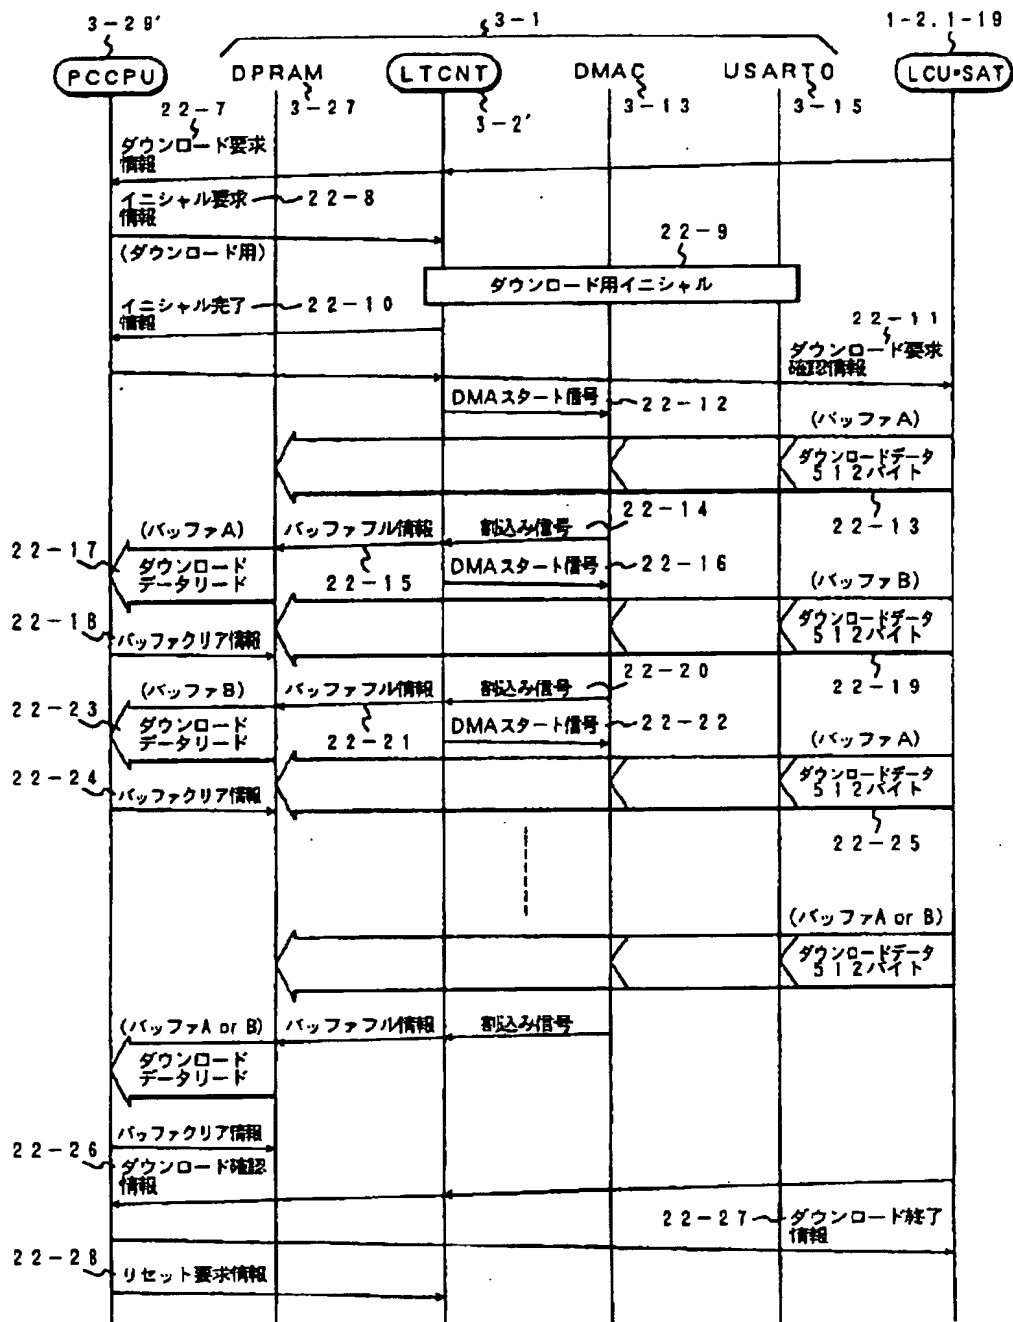 3-29' 3-1 1-2,1-19
PCCPU DPRAM LTCNT DMAC USART0 LCU•SAT
22-7 3-27 3-2' 3-13 3-15
ダウンロード要求
情報
イニシャル要求 22-8
情報
(ダウンロード用)
22-9
ダウンロード用イニシャル
イニシャル完了 22-10
情報
22-11
ダウンロード要求
確認情報
DMAスタート信号 22-12
(バッファA)
ダウンロードデータ
512バイト
22-13
22-14
(バッファA) バッファフル情報 割込み信号
22-17
ダウンロード
データリード
22-15
DMAスタート信号 22-16
(バッファB)
22-18
バッファクリア情報
ダウンロードデータ
512バイト
22-19
22-20
(バッファB) バッファフル情報 割込み信号
22-23
ダウンロード
データリード
22-21
DMAスタート信号 22-22
(バッファA)
22-24
バッファクリア情報
ダウンロードデータ
512バイト
22-25
(バッファA or B)
ダウンロードデータ
512バイト
(バッファA or B) バッファフル情報 割込み信号
ダウンロード
データリード
バッファクリア情報
22-26
ダウンロード確認
情報
22-27 ダウンロード終了
情報
22-28
リセット要求情報